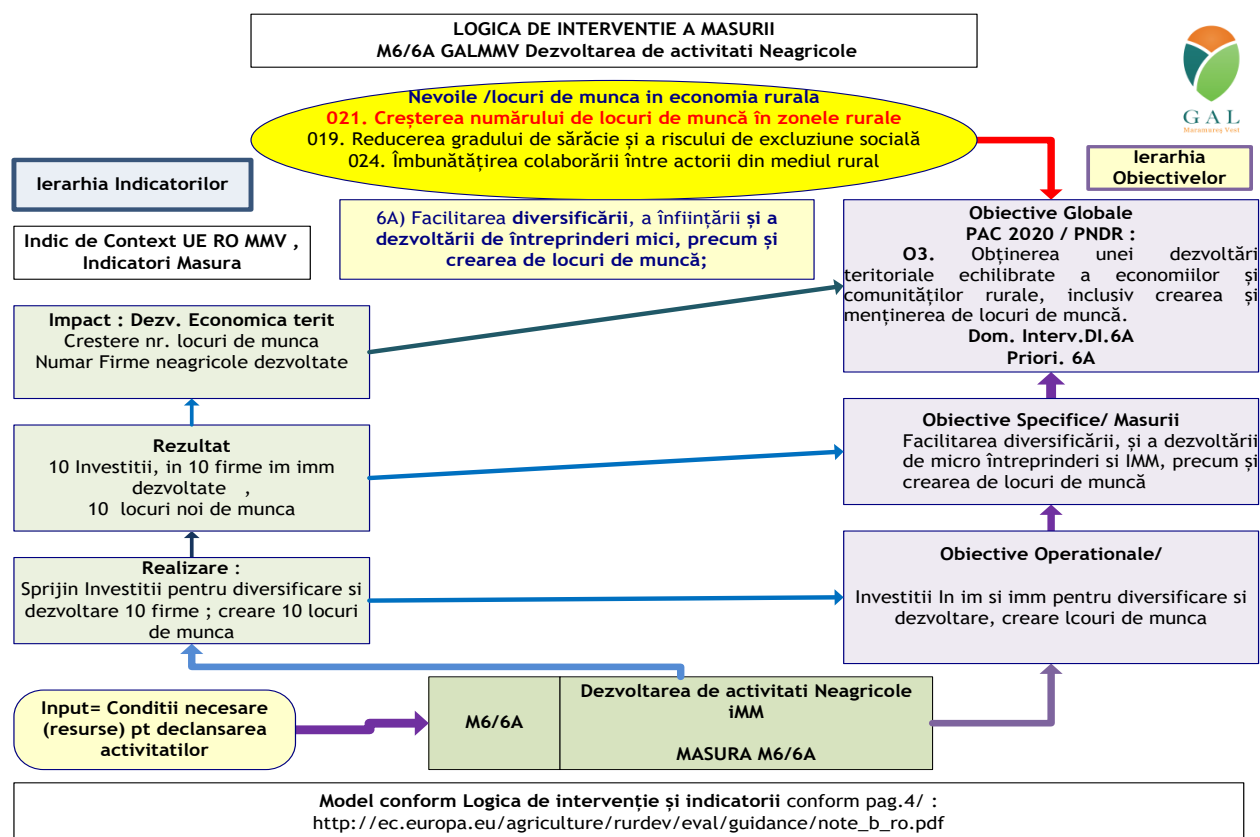 LOGICA DE INTERVENTIE A MASURII
M6/6A GALMMV Dezvoltarea de activitati Neagricole
GAL
Maramureș Vest
Nevoile /locuri de munca in economia rurala
021. Creșterea numărului de locuri de muncă în zonele rurale
019. Reducerea gradului de sărăcie și a riscului de excluziune socială
024. Îmbunătățirea colaborării între actorii din mediul rural
Ierarhia Indicatorilor
Ierarhia
Obiectivelor
Indic de Context UE RO MMV ,
Indicatori Masura
6A) Facilitarea diversificării, a înființării și a
dezvoltării de întreprinderi mici, precum și
crearea de locuri de muncă;
Obiective Globale
PAC 2020 / PNDR :
O3. Obținerea unei dezvoltări
teritoriale echilibrate a economiilor și
comunităților rurale, inclusiv crearea și
menținerea de locuri de muncă.
Dom. Interv.DI.6A
Priori. 6A
Impact : Dezv. Economica terit
Crestere nr. locuri de munca
Numar Firme neagricole dezvoltate
Rezultat
10 Investitii, in 10 firme im imm
dezvoltate ,
10 locuri noi de munca
Obiective Specifice/ Masurii
Facilitarea diversificării, și a dezvoltării
de micro întreprinderi si IMM, precum și
crearea de locuri de muncă
Realizare :
Sprijin Investitii pentru diversificare si
dezvoltare 10 firme ; creare 10 locuri
de munca
Obiective Operationale/
Investitii In im si imm pentru diversificare si
dezvoltare, creare lcouri de munca
Input= Conditii necesare
(resurse) pt declansarea
activitatilor
M6/6A
Dezvoltarea de activitati Neagricole
iMM
MASURA M6/6A
Model conform Logica de intervenție și indicatorii conform pag.4/ :
http://ec.europa.eu/agriculture/rurdev/eval/guidance/note_b_ro.pdf